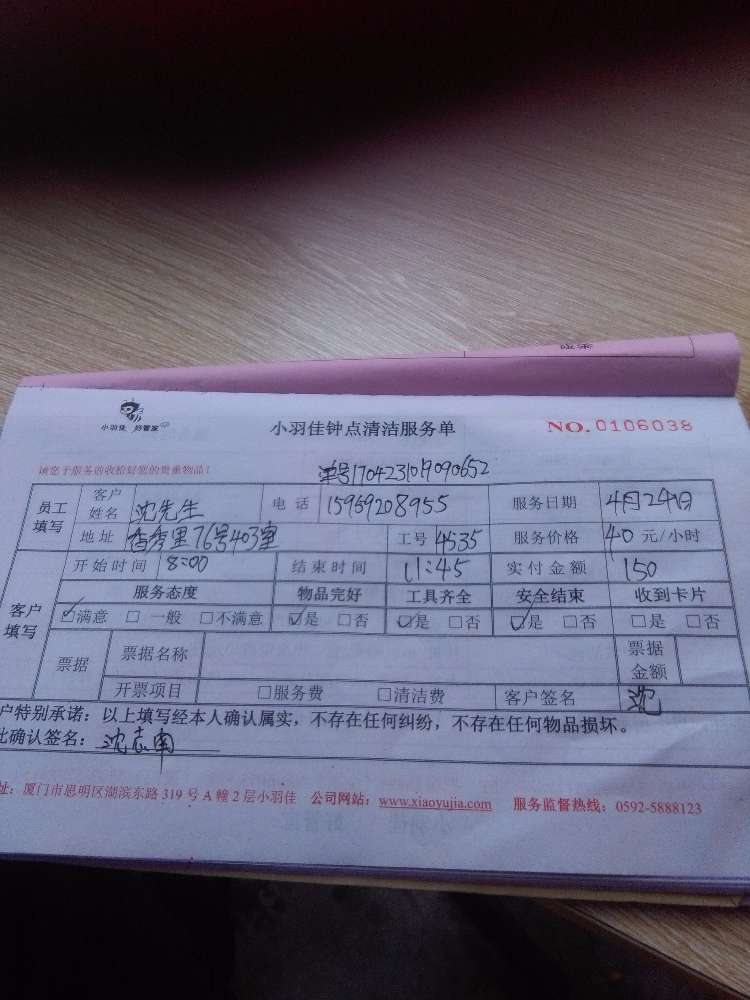 小羽佳 好管家
小羽佳钟点清洁服务单
NO. 0106038
请您于服务前收拾好您的贵重物品！
单号1704231019090652
员工填写 客户姓名 沈先生 电话 15959208955 服务日期 4月24日
地址 香秀里76号403室 工号 4535 服务价格 40 元/小时
客户填写 开始时间 8:00 结束时间 11:45 实付金额 150
服务态度 物品完好 工具齐全 安全结束 收到卡片
☑满意 □一般 □不满意 ☑是 □否 ☑是 □否 ☑是 □否 □是 □否
票据 票据名称 票据金额
开票项目 □服务费 □清洁费 客户签名 沈
户特别承诺：以上填写经本人确认属实，不存在任何纠纷，不存在任何物品损坏。
此确认签名：沈志南
址：厦门市思明区湖滨东路 319 号 A 幢 2 层小羽佳 公司网站：www.xiaoyujia.com 服务监督热线：0592-5888123